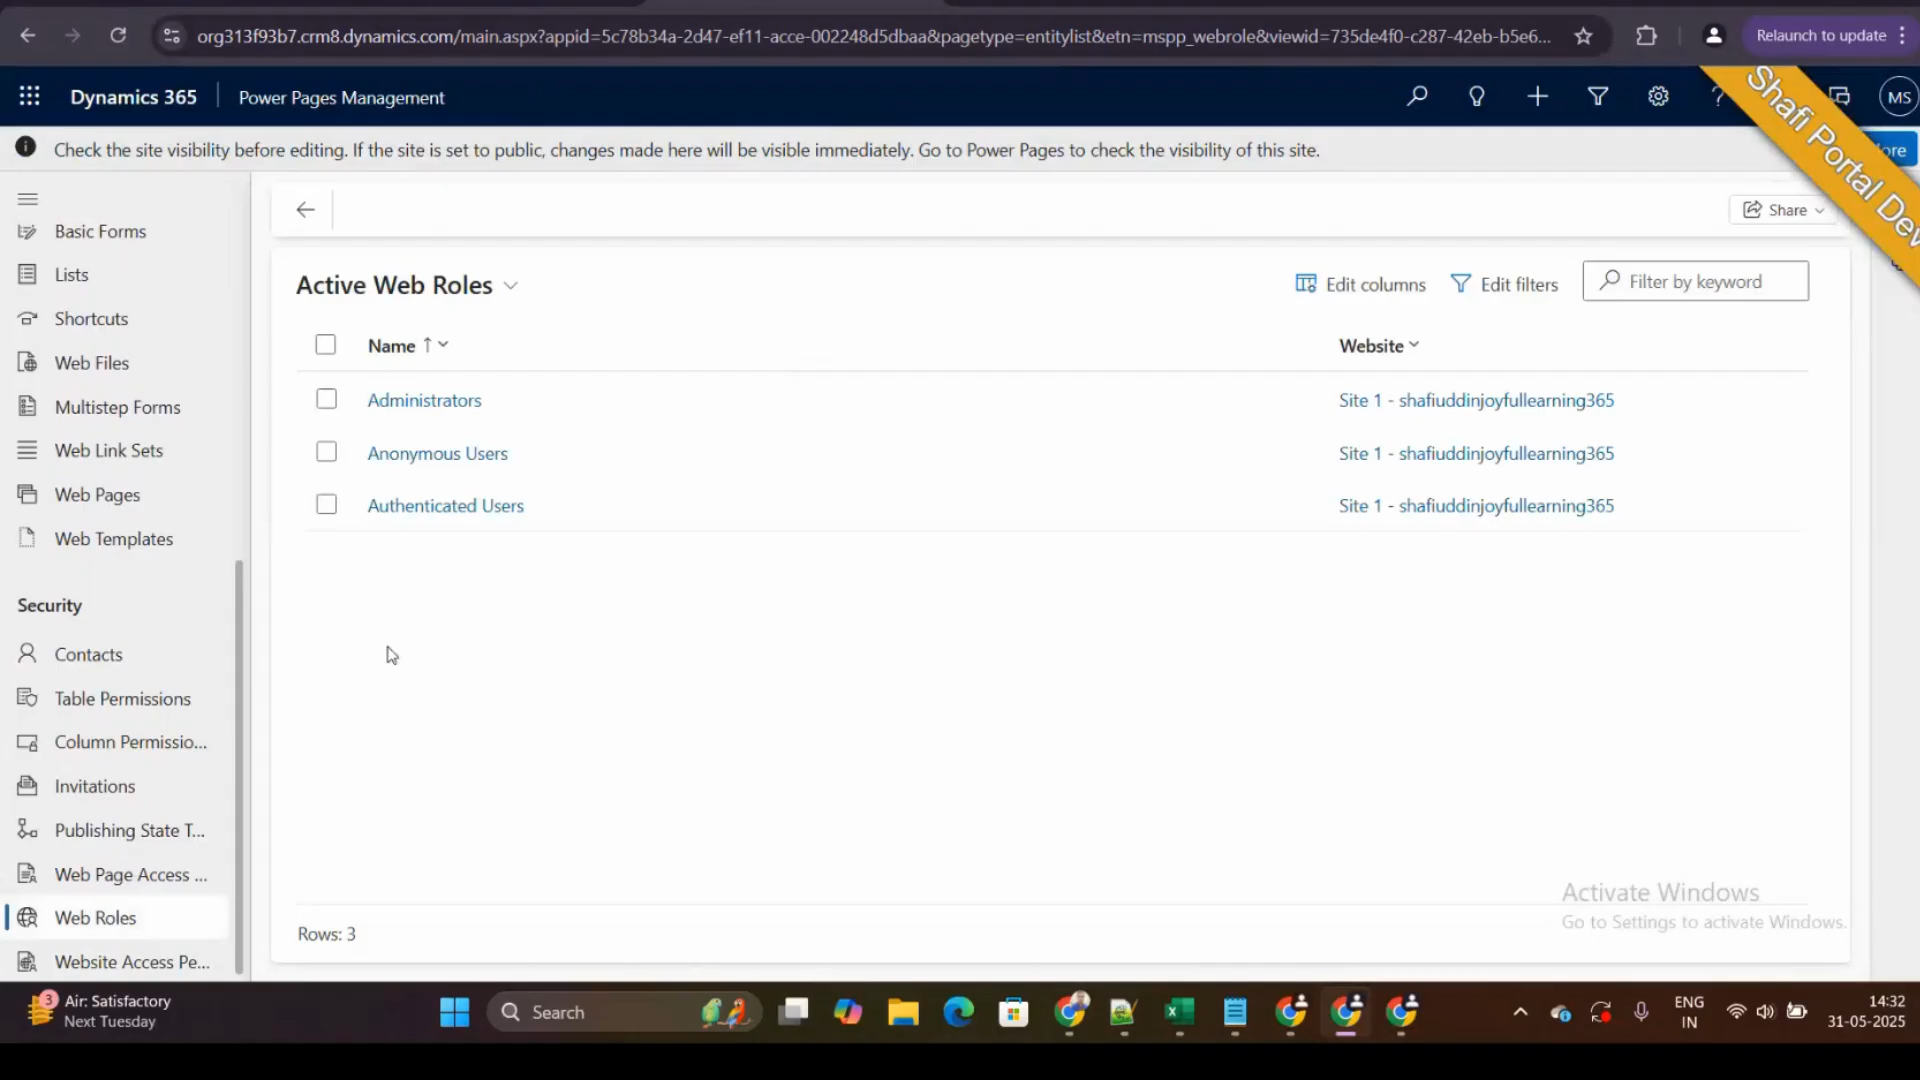 org313f93b7.crm8.dynamics.com/main.aspx?appid=5c78b34a-2d47-ef11-acce-002248d5dbaa&pagetype=entitylist&etn=mspp_webrole&viewid=735de4f0-c287-42eb-b5e6...
Relaunch to update
Dynamics 365
Power Pages Management
?
MS
Shafi Portal Dev
Check the site visibility before editing. If the site is set to public, changes made here will be visible immediately. Go to Power Pages to check the visibility of this site.
Basic Forms
Lists
Shortcuts
Web Files
Multistep Forms
Web Link Sets
Web Pages
Web Templates
Security
Contacts
Table Permissions
Column Permissio...
Invitations
Publishing State T...
Web Page Access ...
Web Roles
Website Access Pe...
Share
Active Web Roles
Edit columns
Edit filters
Filter by keyword
Name
Website
Administrators
Site 1 - shafiuddinjoyfullearning365
Anonymous Users
Site 1 - shafiuddinjoyfullearning365
Authenticated Users
Site 1 - shafiuddinjoyfullearning365
Rows: 3
Activate Windows
Go to Settings to activate Windows.
3
Air: Satisfactory
Next Tuesday
Search
ENG
IN
14:32
31-05-2025